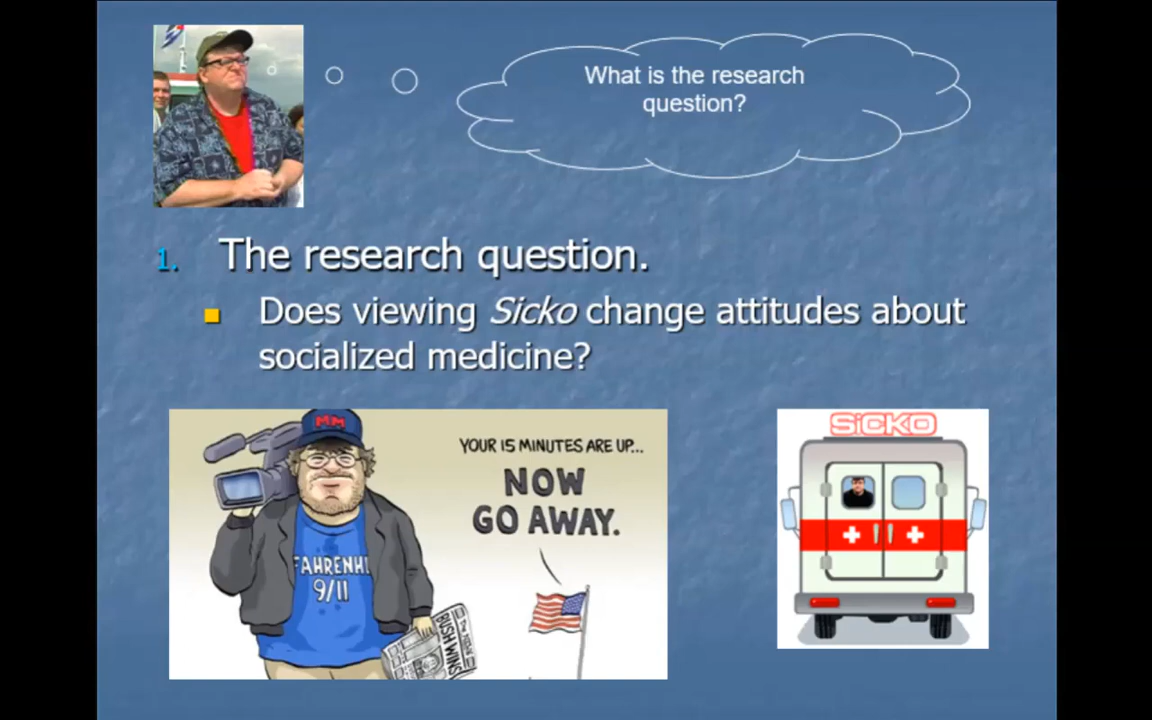 What is the research
question?
1. The research question.
Does viewing Sicko change attitudes about
socialized medicine?
MM
YOUR 15 MINUTES ARE UP...
NOW
GO AWAY.
FAHRENHE
9/11
BUSH WINS
SiCKO